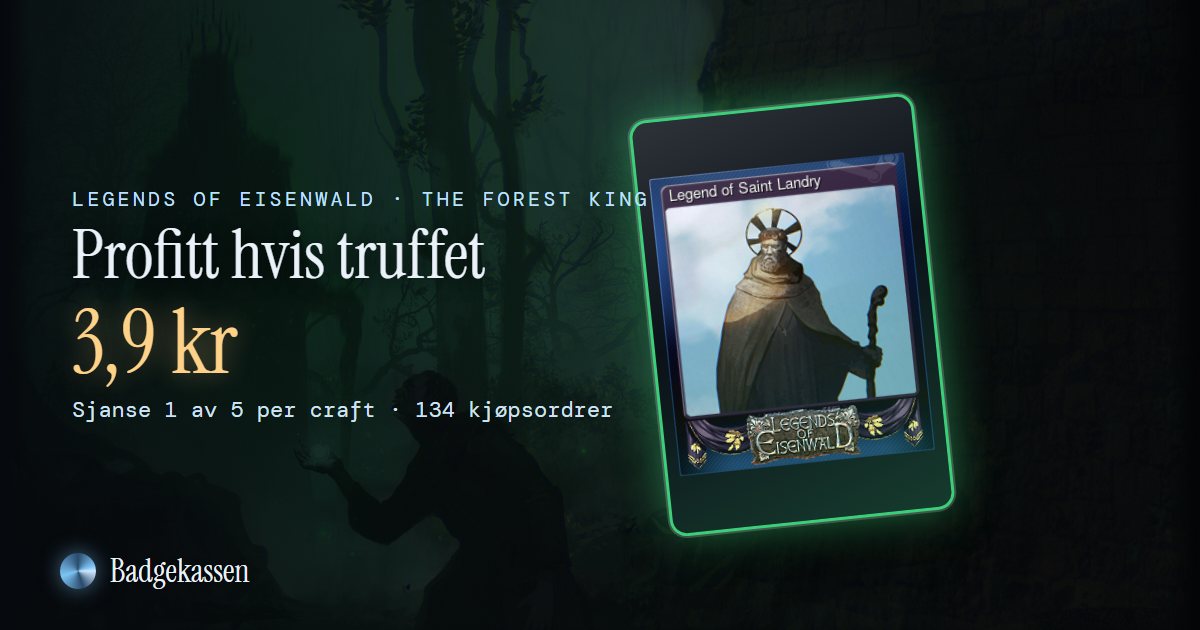 LEGENDS OF EISENWALD · THE FOREST KING
Profitt hvis truffet
3,9 kr
Sjanse 1 av 5 per craft · 134 kjøpsordrer
Legend of Saint Landry
LEGENDS
OF
EISENWALD
Badgekassen